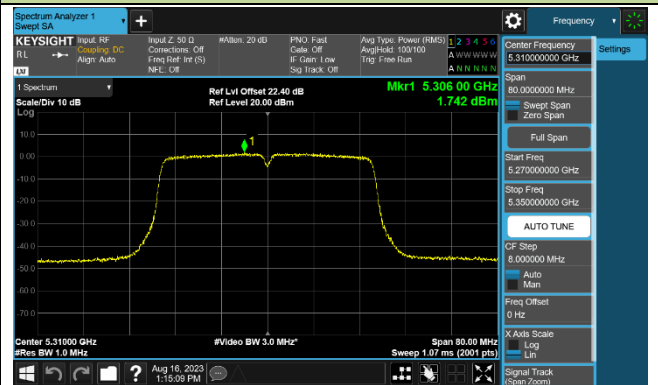 Spectrum Analyzer 1
Swept SA
Frequency
KEYSIGHT
RL
LXI
Input: RF
Coupling: DC
Align: Auto
Input Z: 50 Ω
Corrections: Off
Freq Ref: Int (S)
NFE: Off
#Atten: 20 dB
PNO: Fast
Gate: Off
IF Gain: Low
Sig Track: Off
Avg Type: Power (RMS)
Avg|Hold: 100/100
Trig: Free Run
1 2 3 4 5 6
A W W W W W
A N N N N N
1 Spectrum
Scale/Div 10 dB
Log
Ref Lvl Offset 22.40 dB
Ref Level 20.00 dBm
Mkr1 5.306 00 GHz
1.742 dBm
1
10.0
0.00
-10.0
-20.0
-30.0
-40.0
-50.0
-60.0
-70.0
Center 5.31000 GHz
#Res BW 1.0 MHz
#Video BW 3.0 MHz*
Span 80.00 MHz
Sweep 1.07 ms (2001 pts)
Aug 16, 2023
1:15:09 PM
Center Frequency
5.310000000 GHz
Span
80.0000000 MHz
Swept Span
Zero Span
Full Span
Start Freq
5.270000000 GHz
Stop Freq
5.350000000 GHz
AUTO TUNE
CF Step
8.000000 MHz
Auto
Man
Freq Offset
0 Hz
X Axis Scale
Log
Lin
Signal Track
(Span Zoom)
Settings